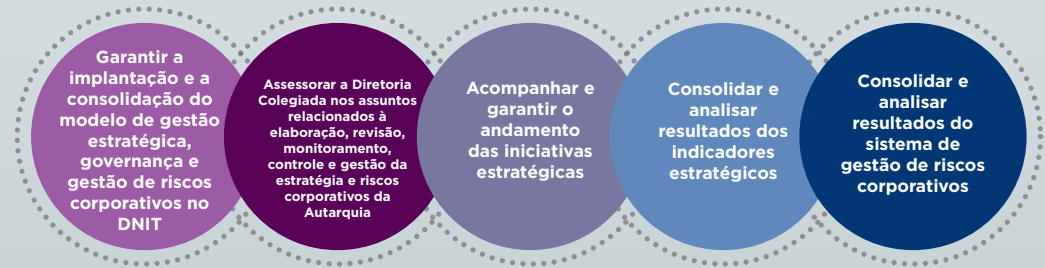 Garantir a
implantação e a
consolidação do
modelo de gestão
estratégica,
governança e
gestão de riscos
corporativos no
DNIT
Assessorar a Diretoria
Colegiada nos assuntos
relacionados à
elaboração, revisão,
monitoramento,
controle e gestão da
estratégia e riscos
corporativos da
Autarquia
Acompanhar e
garantir o
andamento
das iniciativas
estratégicas
Consolidar e
analisar
resultados dos
indicadores
estratégicos
Consolidar e
analisar
resultados do
sistema de
gestão de riscos
corporativos